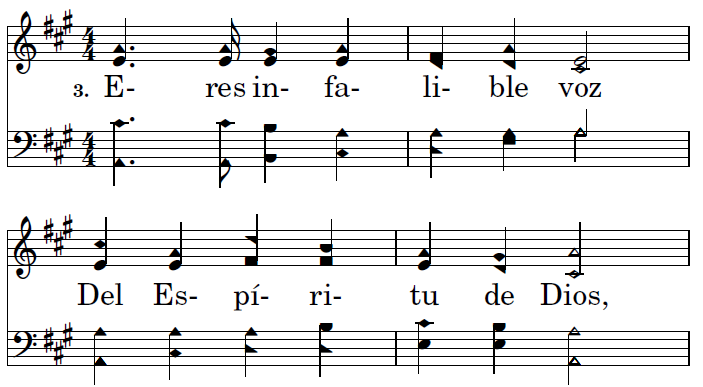 3. E- res in- fa- li- ble voz
Del Es- pí- ri- tu de Dios,